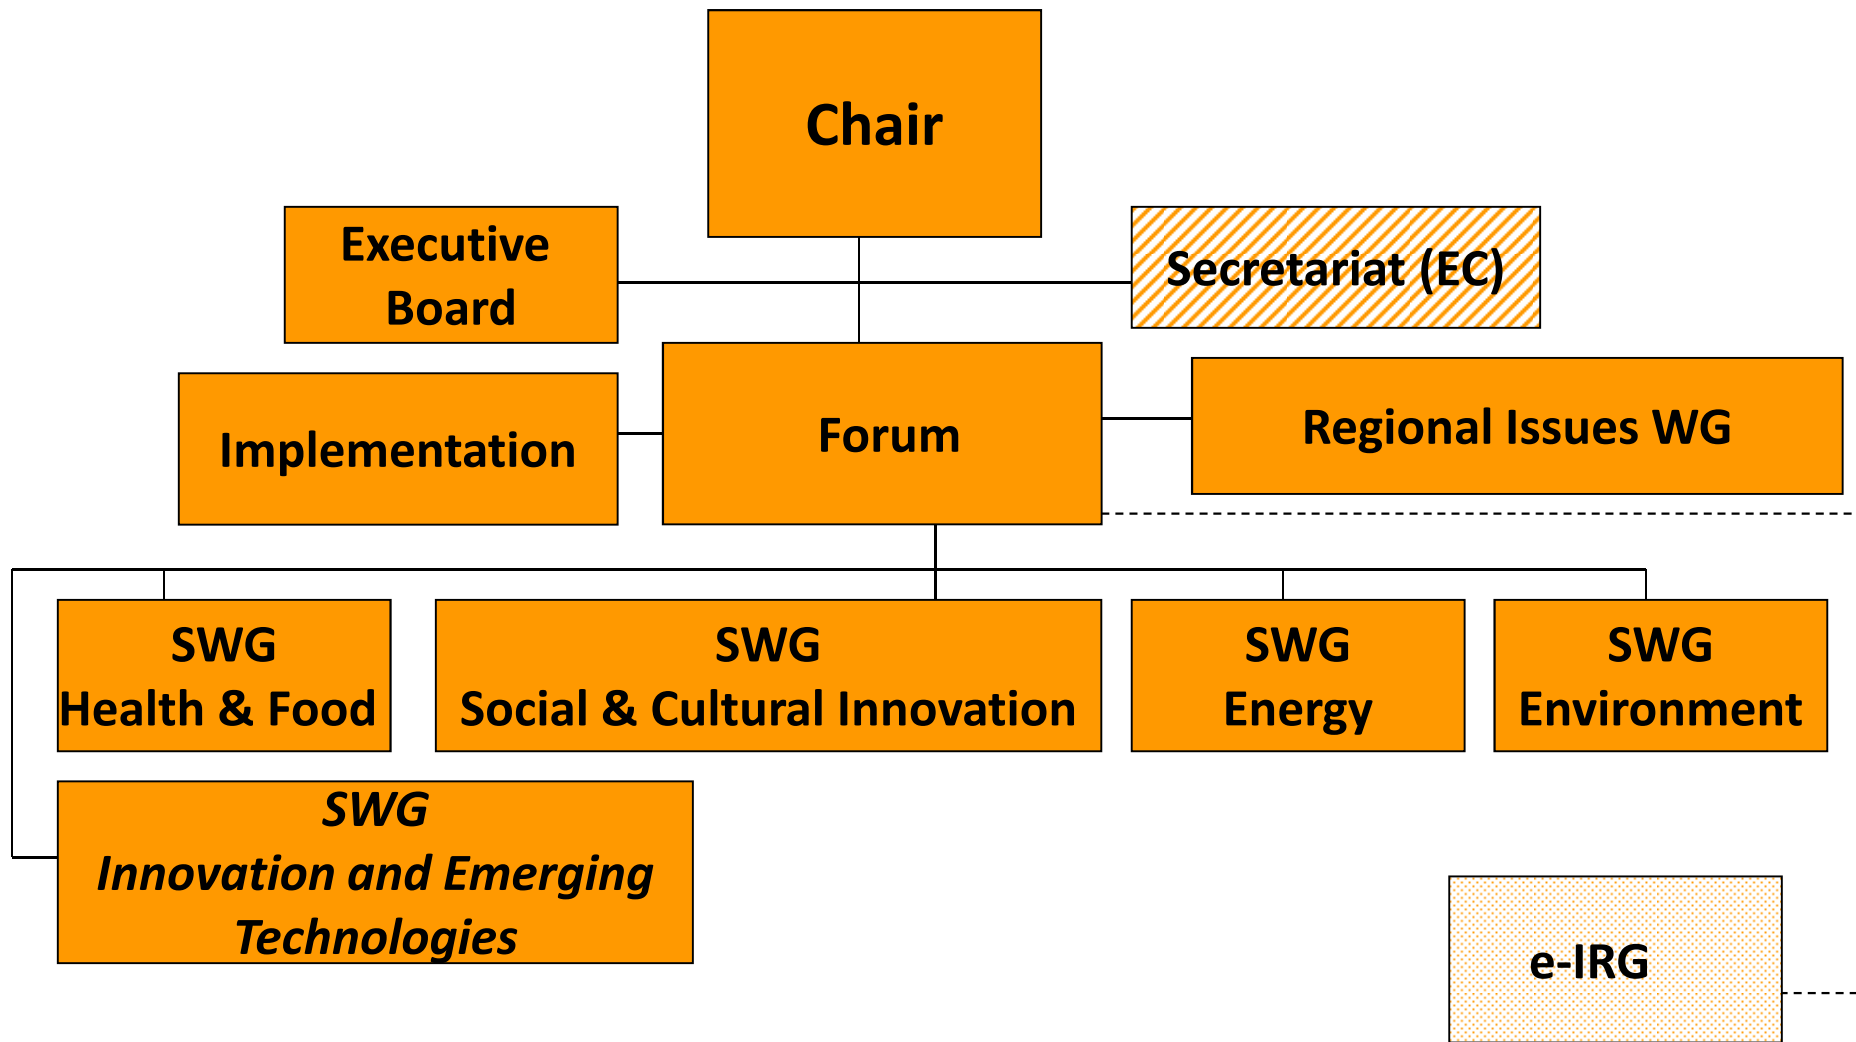 Chair
Executive
Board
Secretariat (EC)
Implementation
Forum
Regional Issues WG
SWG
Health & Food
SWG
Social & Cultural Innovation
SWG
Energy
SWG
Environment
SWG
Innovation and Emerging
Technologies
e-IRG